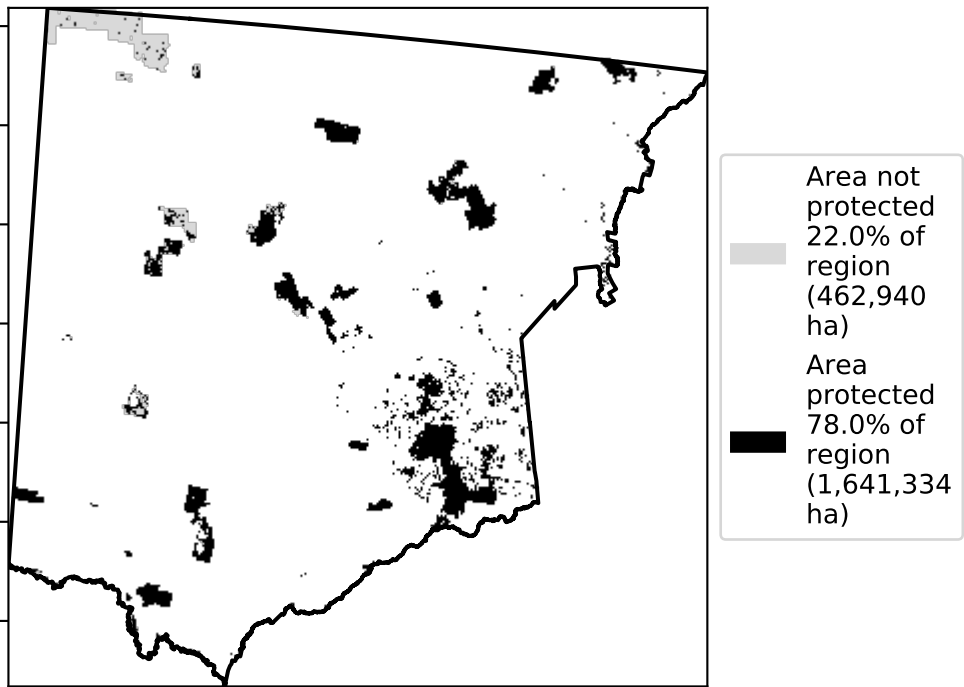 Area not
protected
22.0% of
region
(462,940
ha)
Area
protected
78.0% of
region
(1,641,334
ha)